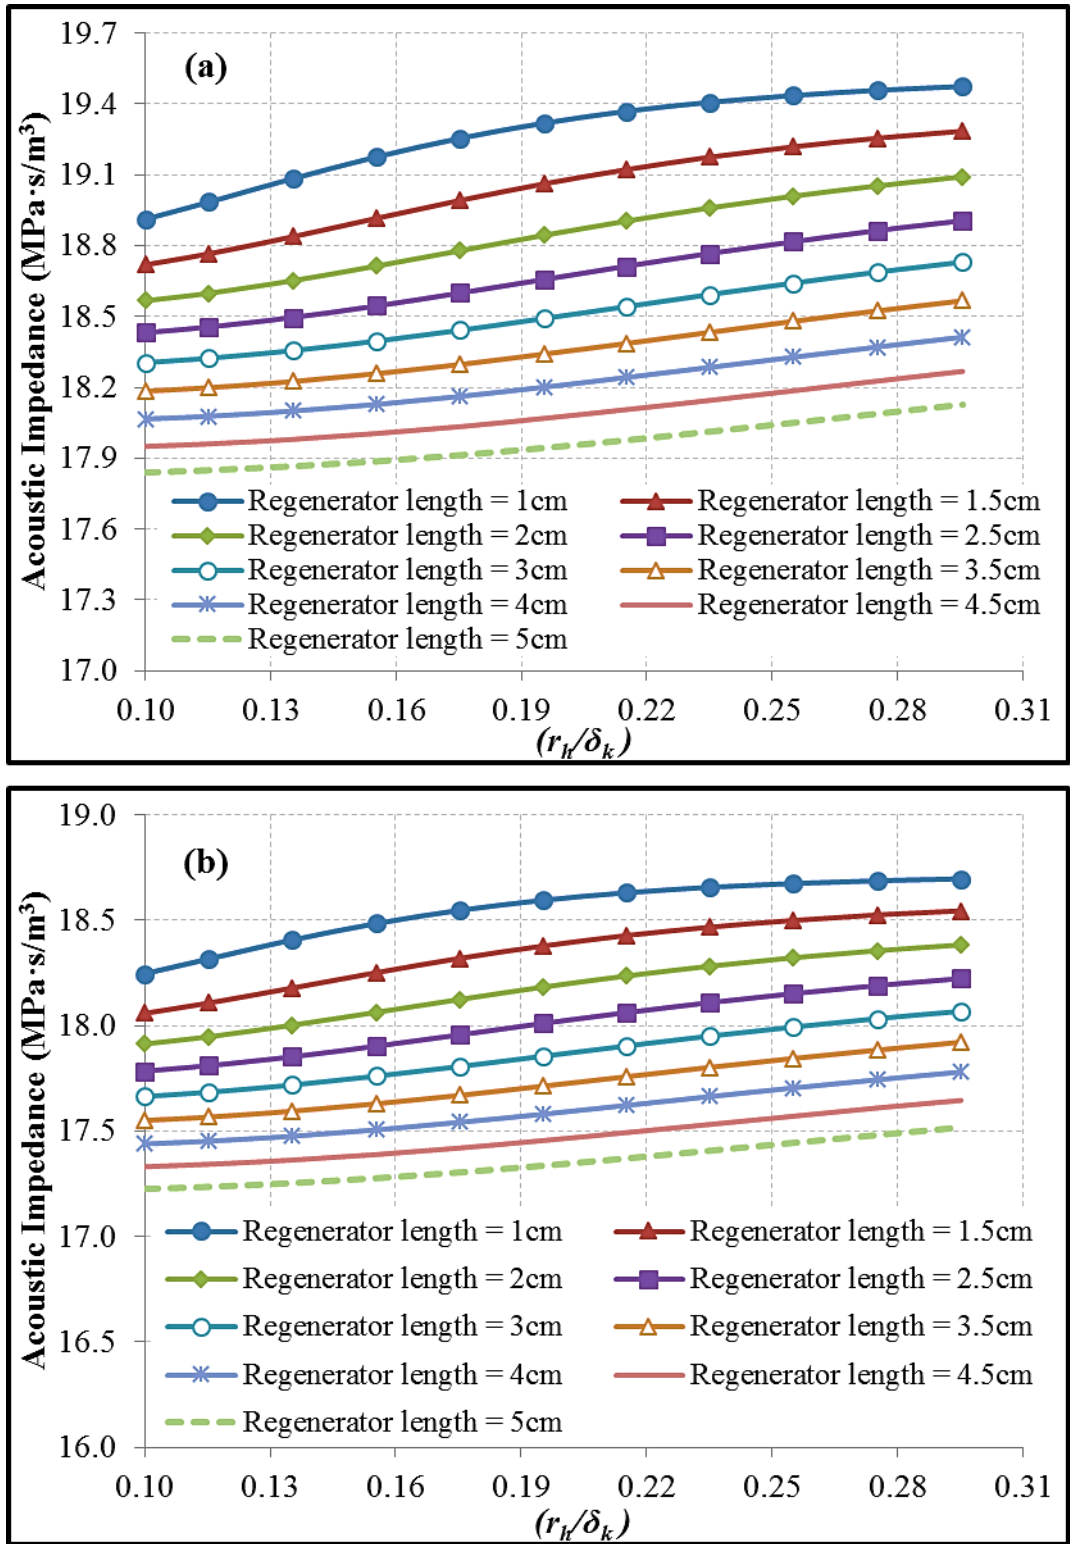 (a)
Acoustic Impedance (MPa·s/m³)
19.7
19.4
19.1
18.8
18.5
18.2
17.9
17.6
17.3
17.0
Regenerator length = 1cm Regenerator length = 1.5cm
Regenerator length = 2cm Regenerator length = 2.5cm
Regenerator length = 3cm Regenerator length = 3.5cm
Regenerator length = 4cm Regenerator length = 4.5cm
Regenerator length = 5cm
0.10 0.13 0.16 0.19 0.22 0.25 0.28 0.31
(r_h/δ_k)
(b)
Acoustic Impedance (MPa·s/m³)
19.0
18.5
18.0
17.5
17.0
16.5
16.0
Regenerator length = 1cm Regenerator length = 1.5cm
Regenerator length = 2cm Regenerator length = 2.5cm
Regenerator length = 3cm Regenerator length = 3.5cm
Regenerator length = 4cm Regenerator length = 4.5cm
Regenerator length = 5cm
0.10 0.13 0.16 0.19 0.22 0.25 0.28 0.31
(r_h/δ_k)